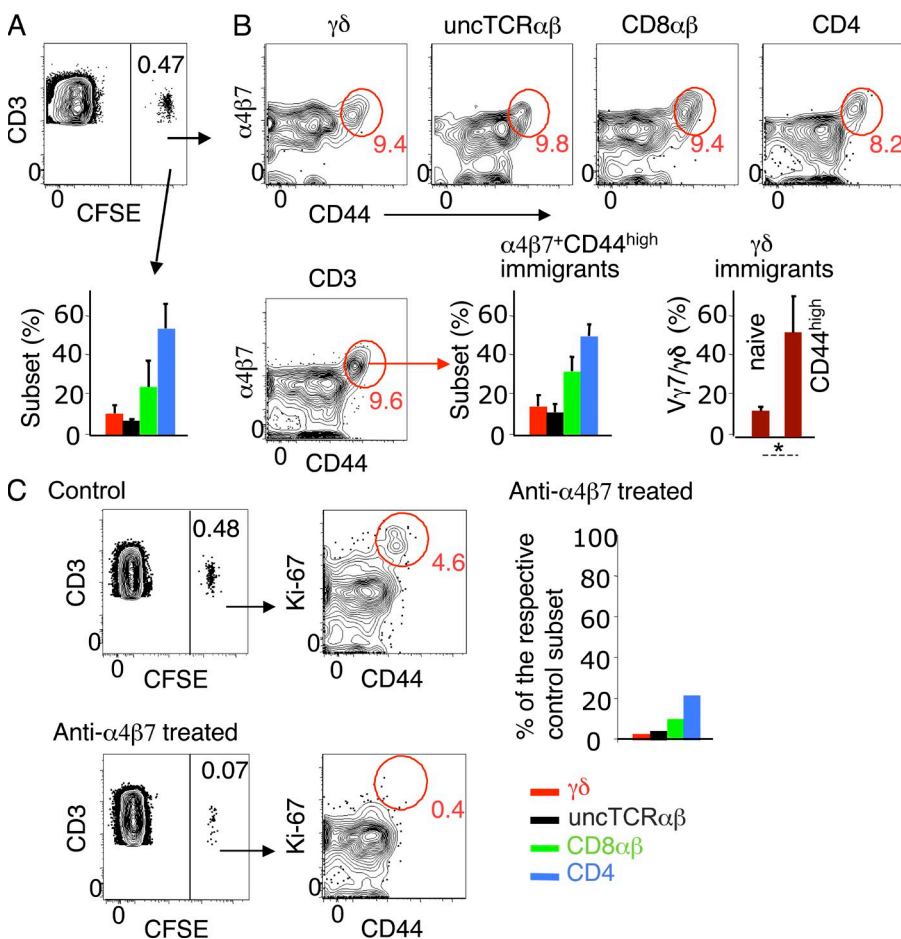 A
CD3
0.47
0
0
CFSE
Subset (%)
60
40
20
0
B
γδ
uncTCRαβ
CD8αβ
CD4
α4β7
9.4
9.8
9.4
8.2
0
0
0
0
0
CD44
CD3
α4β7
9.6
0
0
CD44
α4β7+CD44high
immigrants
Subset (%)
60
40
20
0
γδ
immigrants
Vγ7/γδ (%)
60
40
20
0
naive
CD44high
*
C
Control
CD3
0.48
0
0
CFSE
Ki-67
4.6
0
0
CD44
Anti-α4β7 treated
CD3
0.07
0
0
CFSE
Ki-67
0.4
0
0
CD44
Anti-α4β7 treated
% of the respective
control subset
100
80
60
40
20
0
γδ
uncTCRαβ
CD8αβ
CD4